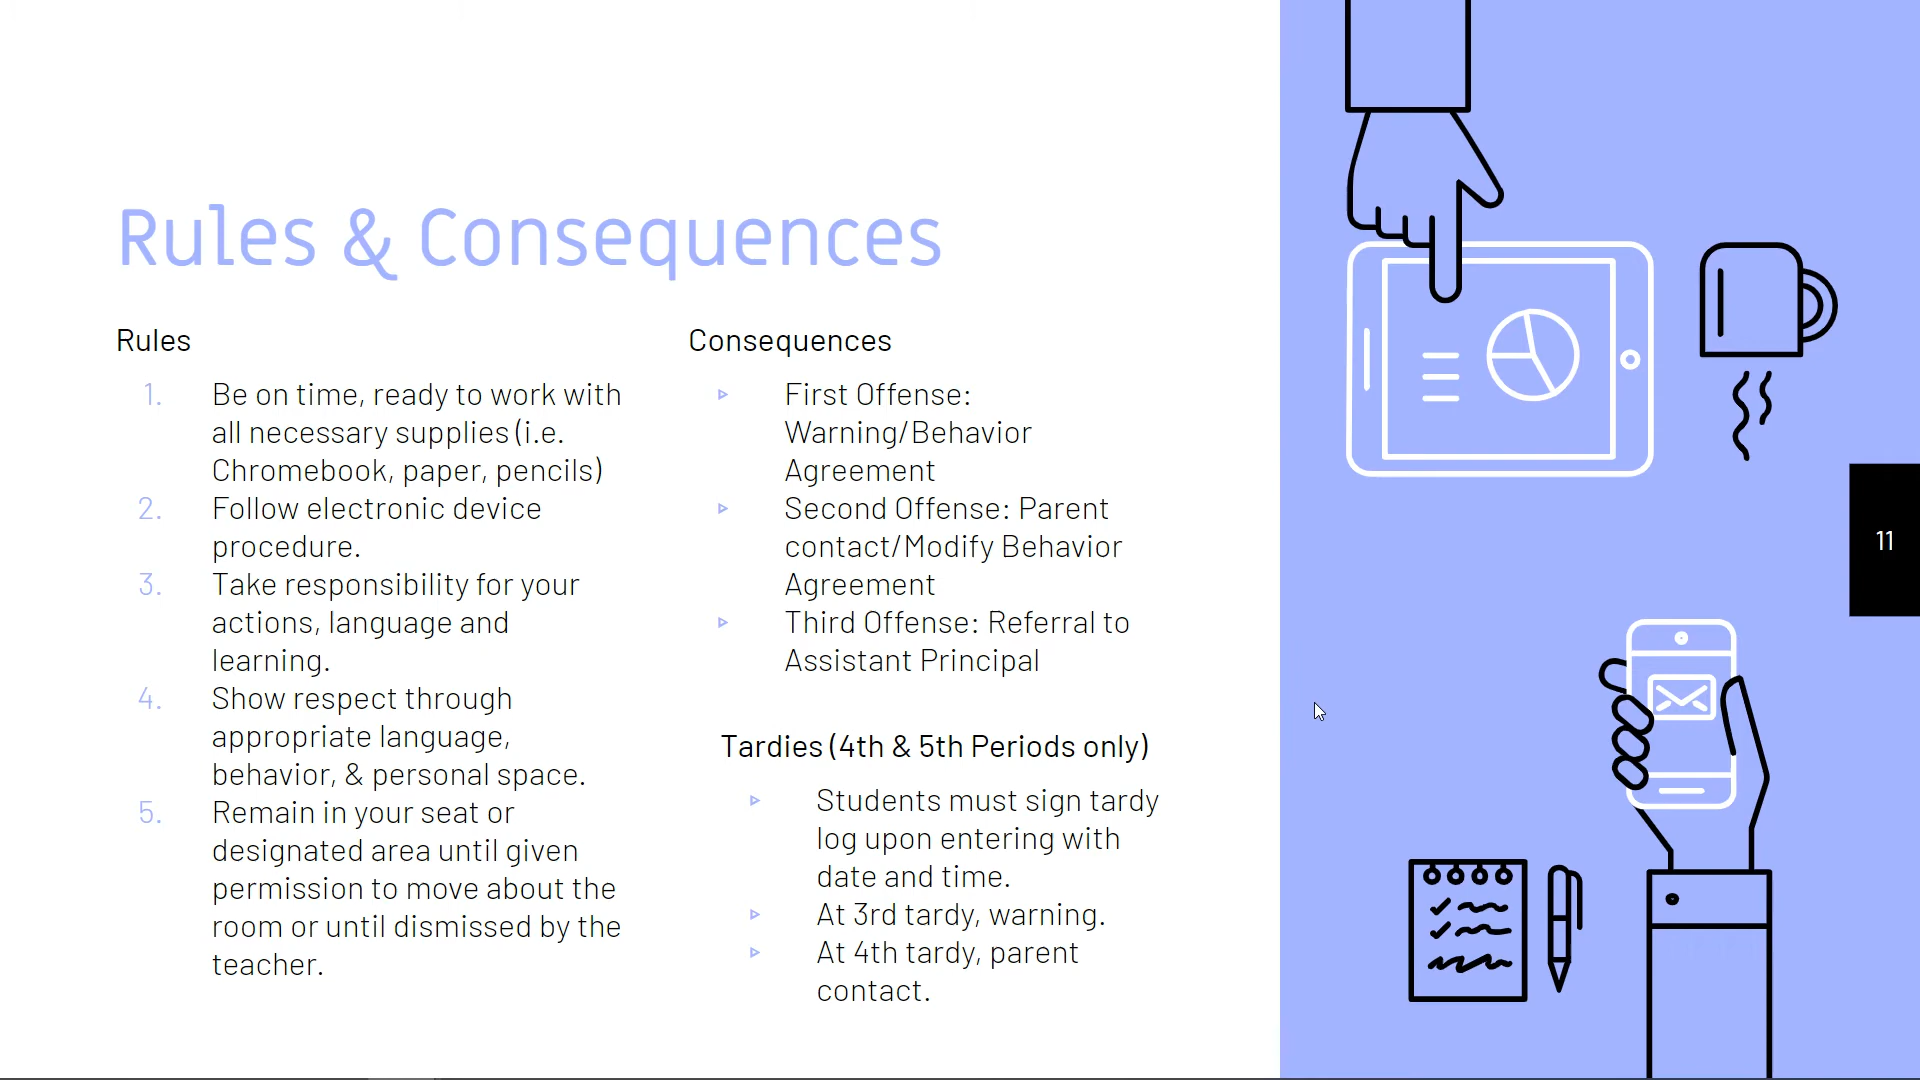 Rules & Consequences
Rules
1. Be on time, ready to work with
all necessary supplies (i.e.
Chromebook, paper, pencils)
2. Follow electronic device
procedure.
3. Take responsibility for your
actions, language and
learning.
4. Show respect through
appropriate language,
behavior, & personal space.
5. Remain in your seat or
designated area until given
permission to move about the
room or until dismissed by the
teacher.
Consequences
First Offense:
Warning/Behavior
Agreement
Second Offense: Parent
contact/Modify Behavior
Agreement
Third Offense: Referral to
Assistant Principal
Tardies (4th & 5th Periods only)
Students must sign tardy
log upon entering with
date and time.
At 3rd tardy, warning.
At 4th tardy, parent
contact.
11